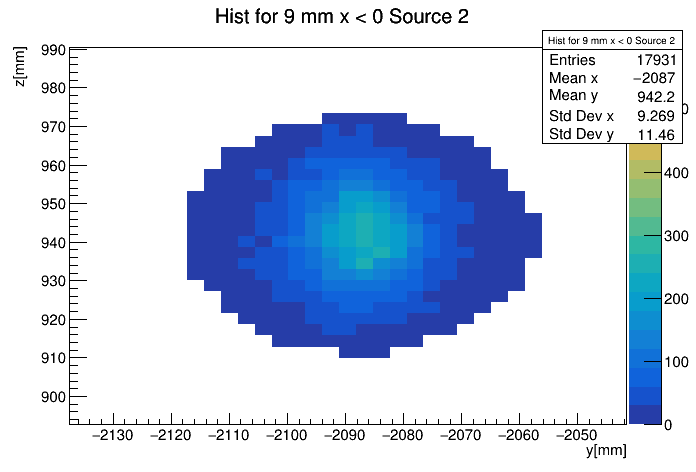 Hist for 9 mm x < 0 Source 2
z[mm]
990
980
970
960
950
940
930
920
910
900
−2130 −2120 −2110 −2100 −2090 −2080 −2070 −2060 −2050
y[mm]
Hist for 9 mm x < 0 Source 2
Entries 17931
Mean x −2087
Mean y 942.2
Std Dev x 9.269
Std Dev y 11.46
0
400
300
200
100
0